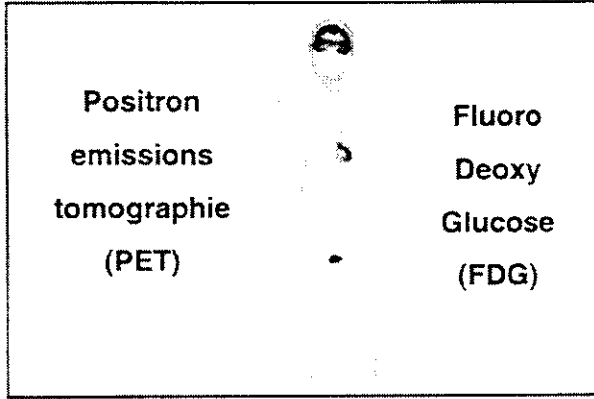 Positron
emissions
tomographie
(PET)
Fluoro
Deoxy
Glucose
(FDG)